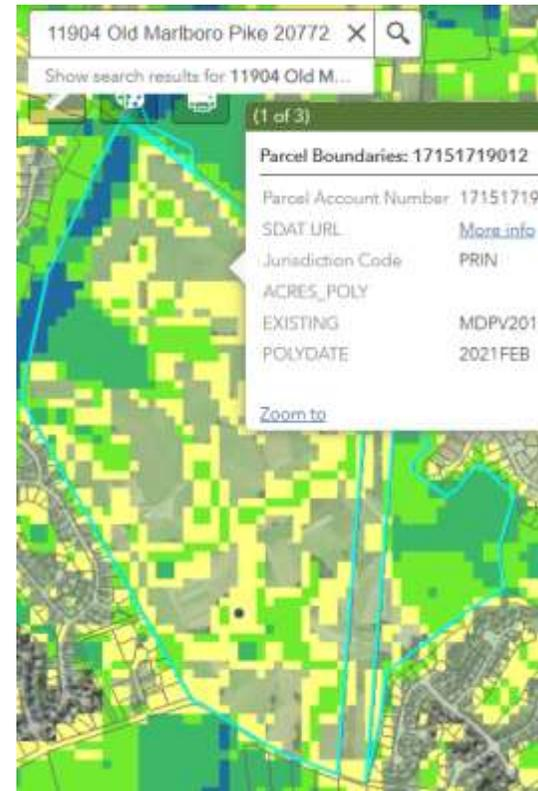 11904 Old Marlboro Pike 20772
Show search results for 11904 Old M...
(1 of 3)
Parcel Boundaries: 17151719012
Parcel Account Number 17151719
SDAT URL More info
Jurisdiction Code PRIN
ACRES_POLY
EXISTING MDPV201
POLYDATE 2021FEB
Zoom to